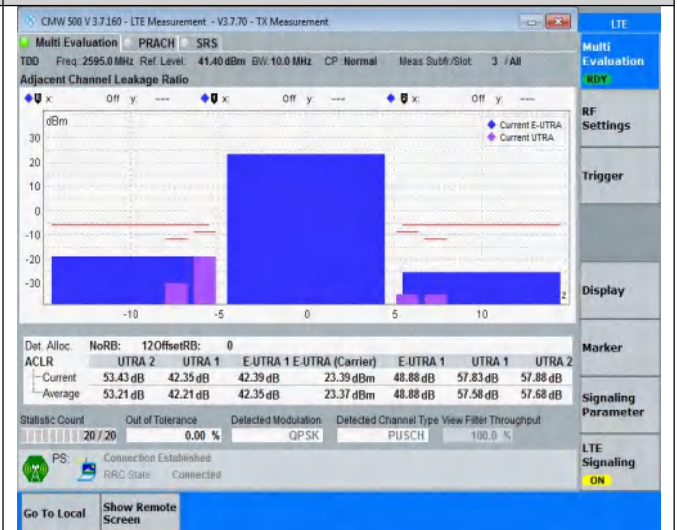 CMW 500 V 3.7.160 - LTE Measurement - V3.7.70 - TX Measurement
LTE
Multi Evaluation PRACH SRS
TDD Freq: 2595.0 MHz Ref. Level: 41.40 dBm BW: 10.0 MHz CP: Normal Meas Subfr./Slot: 3 / All
Adjacent Channel Leakage Ratio
x: Off y: --- x: Off y: --- x: Off y: ---
dBm
Current E-UTRA
Current UTRA
30
20
10
0
-10
-20
-30
z
-10 -5 0 5 10
Det. Alloc. NoRB: 12 OffsetRB: 0
ACLR UTRA 2 UTRA 1 E-UTRA 1 E-UTRA (Carrier) E-UTRA 1 UTRA 1 UTRA 2
Current 53.43 dB 42.35 dB 42.39 dB 23.39 dBm 48.88 dB 57.83 dB 57.88 dB
Average 53.21 dB 42.21 dB 42.35 dB 23.37 dBm 48.88 dB 57.58 dB 57.68 dB
Statistic Count Out of Tolerance Detected Modulation Detected Channel Type View Filter Throughput
20 / 20 0.00 % QPSK PUSCH 100.0 %
PS: Connection Established
RRC State Connected
Multi
Evaluation
RDY
RF
Settings
Trigger
Display
Marker
Signaling
Parameter
LTE
Signaling
ON
Go To Local
Show Remote
Screen